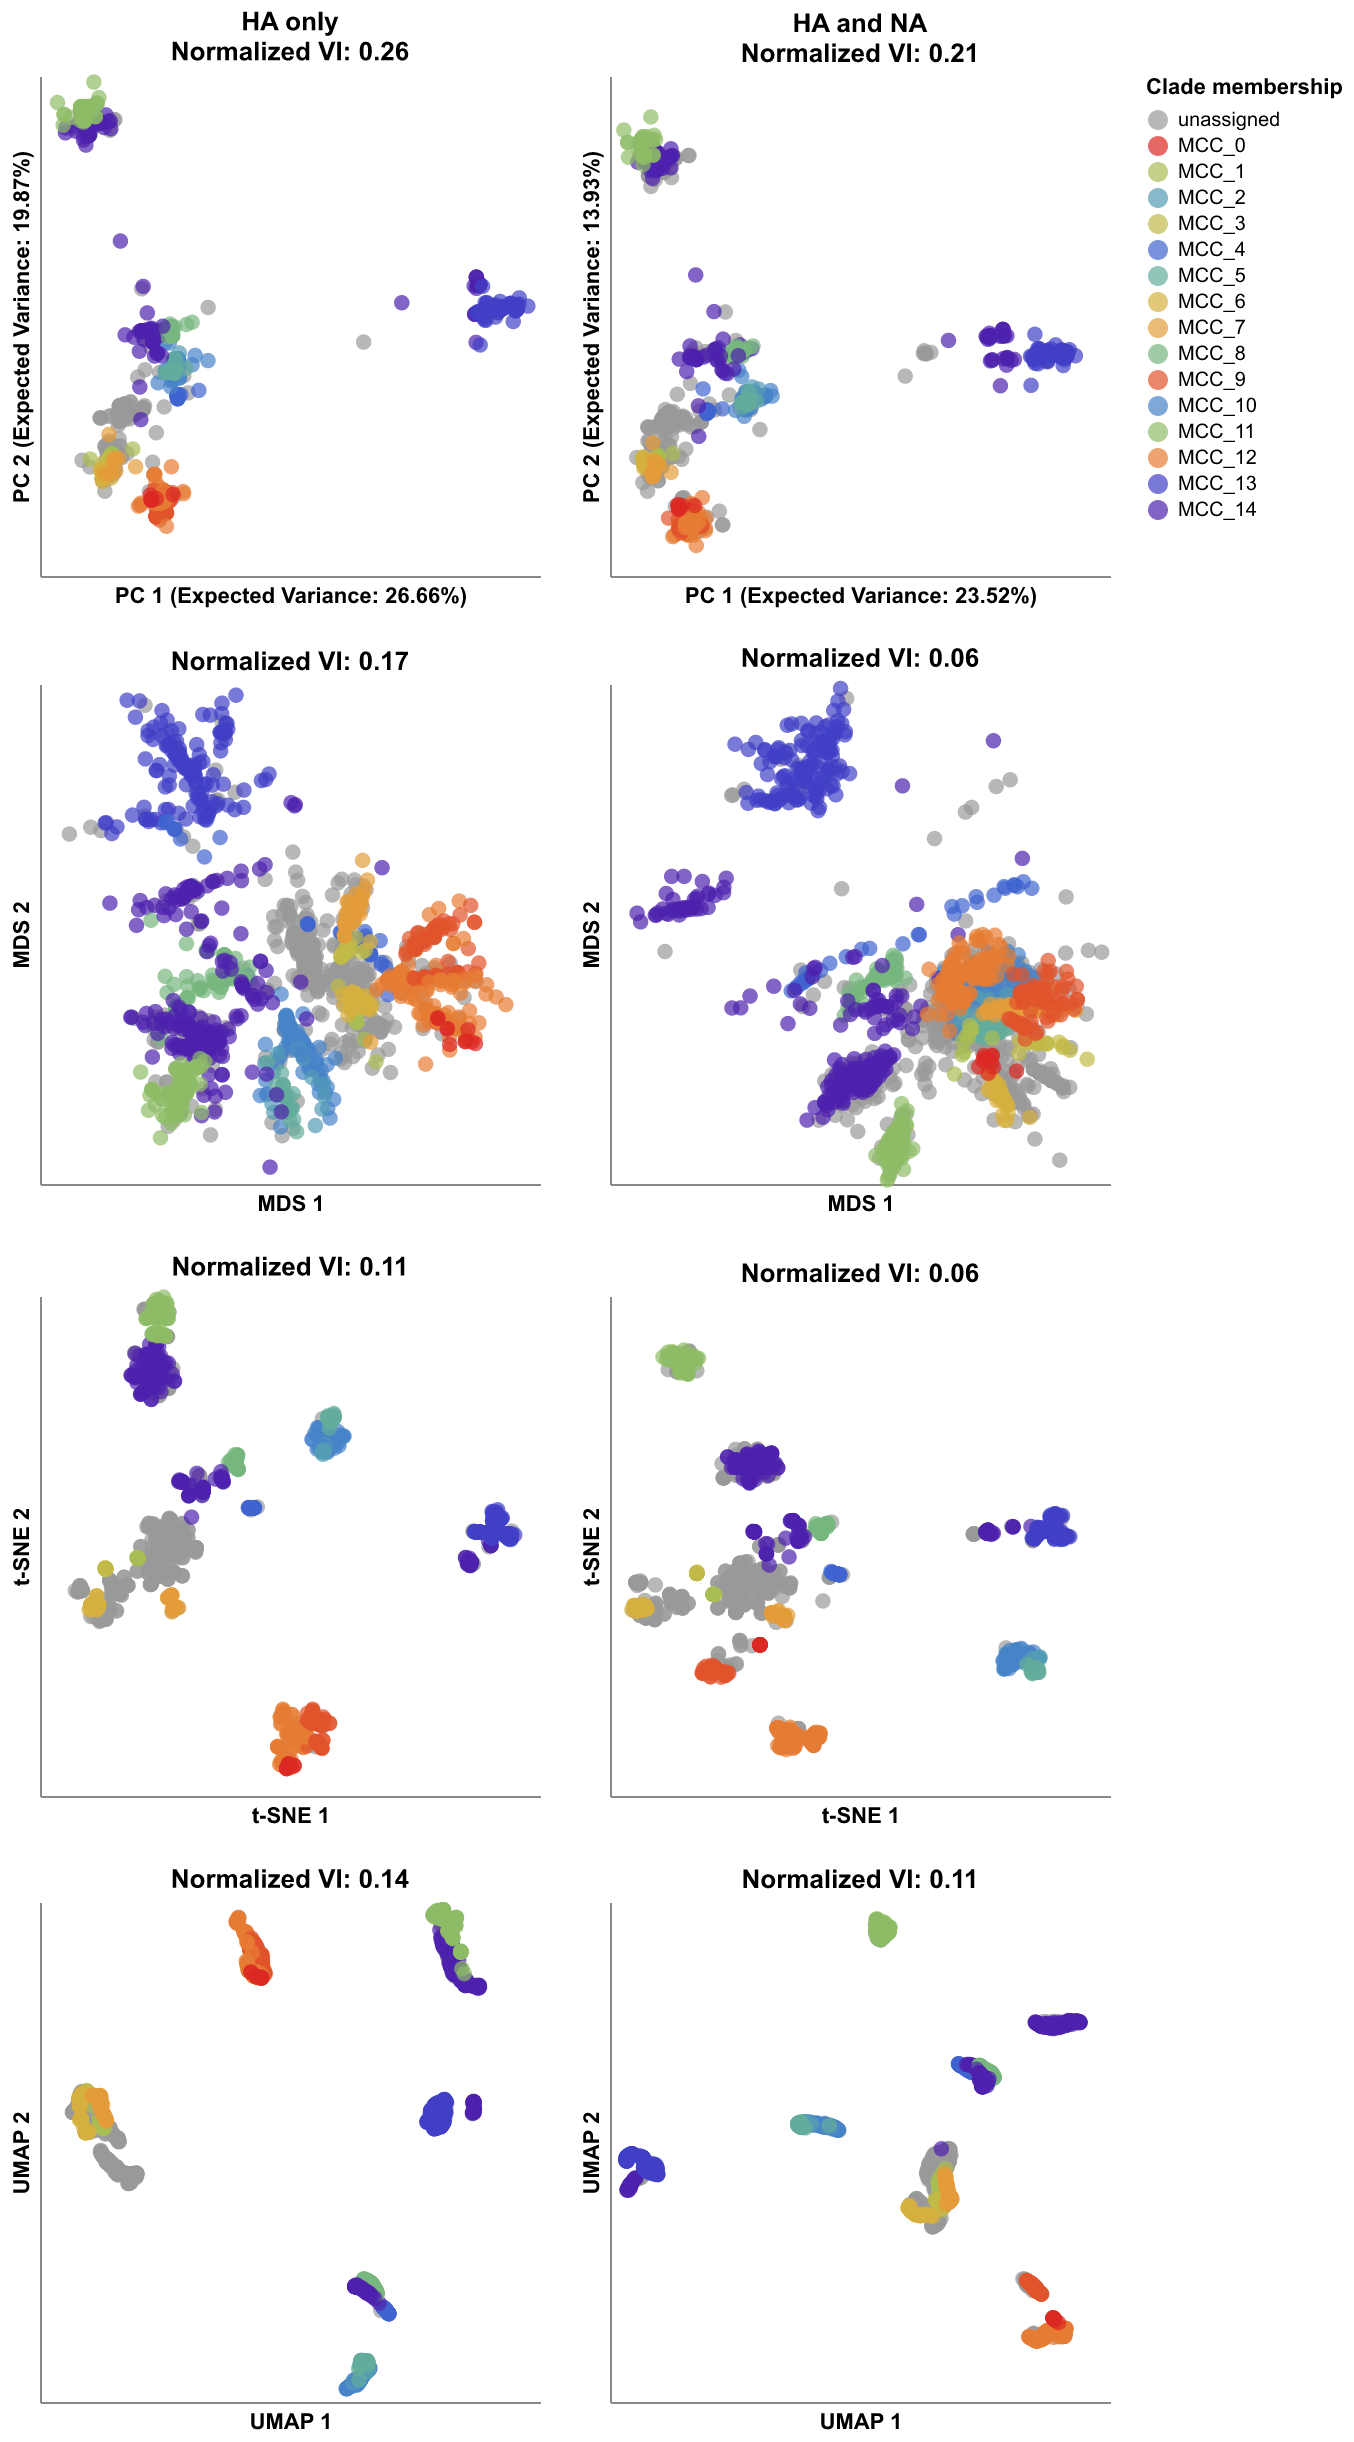 HA only
Normalized VI: 0.26
HA and NA
Normalized VI: 0.21
PC 2 (Expected Variance: 19.87%)
PC 1 (Expected Variance: 26.66%)
PC 2 (Expected Variance: 13.93%)
PC 1 (Expected Variance: 23.52%)
Clade membership
unassigned
MCC_0
MCC_1
MCC_2
MCC_3
MCC_4
MCC_5
MCC_6
MCC_7
MCC_8
MCC_9
MCC_10
MCC_11
MCC_12
MCC_13
MCC_14
Normalized VI: 0.17
MDS 2
MDS 1
Normalized VI: 0.06
MDS 2
MDS 1
Normalized VI: 0.11
t-SNE 2
t-SNE 1
Normalized VI: 0.06
t-SNE 2
t-SNE 1
Normalized VI: 0.14
UMAP 2
UMAP 1
Normalized VI: 0.11
UMAP 2
UMAP 1